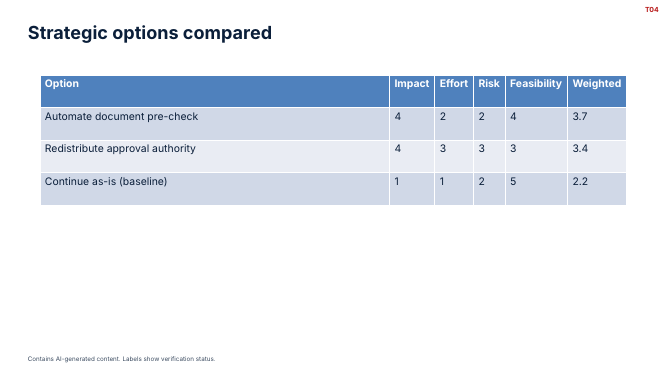 T04
Strategic options compared
Option Impact Effort Risk Feasibility Weighted
Automate document pre-check 4 2 2 4 3.7
Redistribute approval authority 4 3 3 3 3.4
Continue as-is (baseline) 1 1 2 5 2.2
Contains AI-generated content. Labels show verification status.